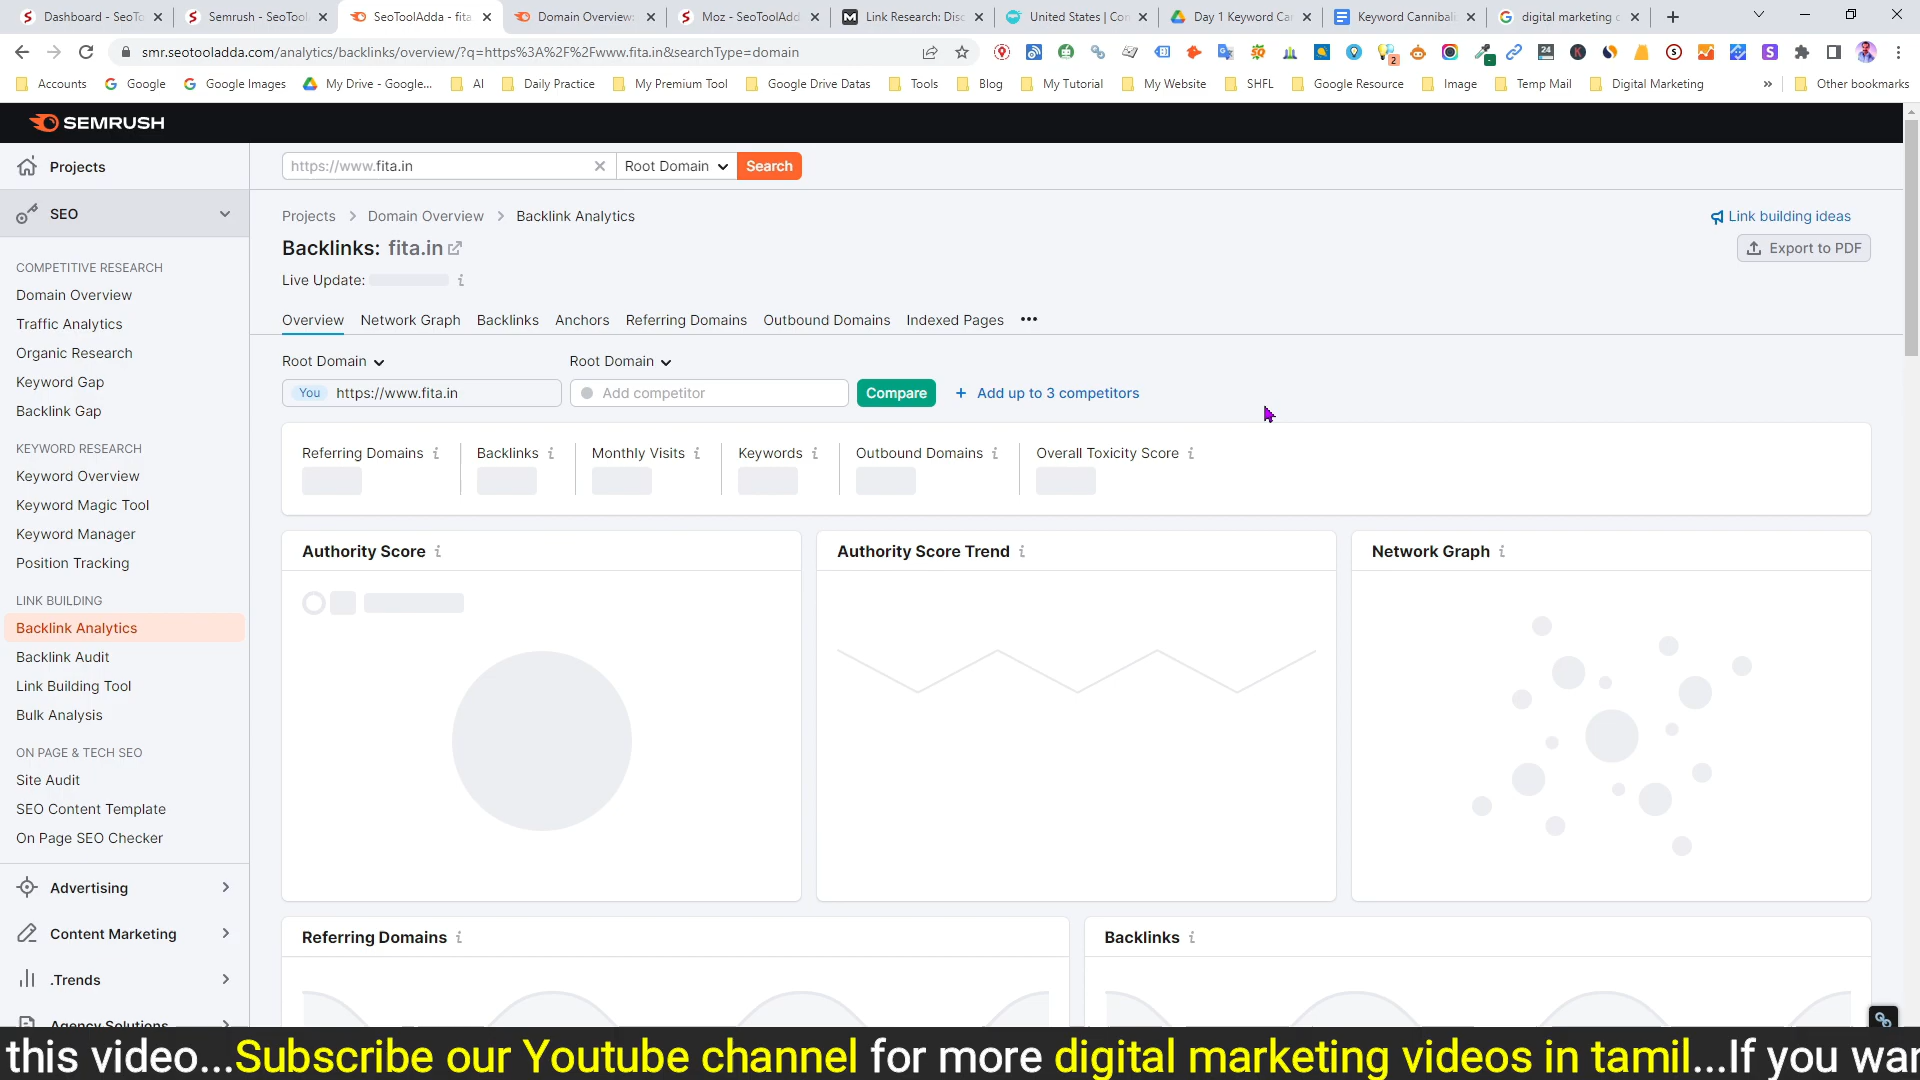 Dashboard - SeoTo
Semrush - SeoTool
SeoToolAdda - fita
Domain Overview:
Moz - SeoToolAdd
Link Research: Disc
United States | Con
Day 1 Keyword Car
Keyword Cannibal
digital marketing c
smr.seotooladda.com/analytics/backlinks/overview/?q=https%3A%2F%2Fwww.fita.in&searchType=domain
Accounts
Google
Google Images
My Drive - Google...
AI
Daily Practice
My Premium Tool
Google Drive Datas
Tools
Blog
My Tutorial
My Website
SHFL
Google Resource
Image
Temp Mail
Digital Marketing
»
Other bookmarks
SEMRUSH
Projects
SEO
COMPETITIVE RESEARCH
Domain Overview
Traffic Analytics
Organic Research
Keyword Gap
Backlink Gap
KEYWORD RESEARCH
Keyword Overview
Keyword Magic Tool
Keyword Manager
Position Tracking
LINK BUILDING
Backlink Analytics
Backlink Audit
Link Building Tool
Bulk Analysis
ON PAGE & TECH SEO
Site Audit
SEO Content Template
On Page SEO Checker
Advertising
Content Marketing
.Trends
Agency Solutions
https://www.fita.in
Root Domain
Search
Projects > Domain Overview > Backlink Analytics
Link building ideas
Backlinks: fita.in
Export to PDF
Live Update:
Overview Network Graph Backlinks Anchors Referring Domains Outbound Domains Indexed Pages
Root Domain
Root Domain
You https://www.fita.in
Add competitor
Compare
+ Add up to 3 competitors
Referring Domains
Backlinks
Monthly Visits
Keywords
Outbound Domains
Overall Toxicity Score
Authority Score
Authority Score Trend
Network Graph
Referring Domains
Backlinks
this video...Subscribe our Youtube channel for more digital marketing videos in tamil...If you wan